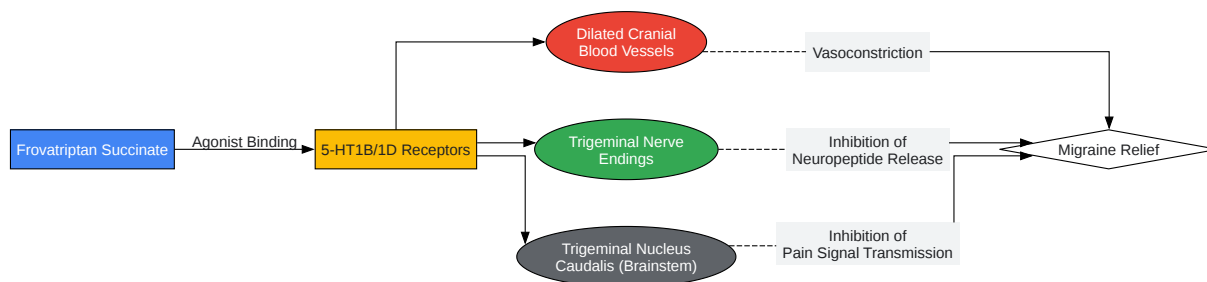 Dilated Cranial
Blood Vessels
Vasoconstriction
Frovatriptan Succinate
Agonist Binding
5-HT1B/1D Receptors
Trigeminal Nerve
Endings
Inhibition of
Neuropeptide Release
Migraine Relief
Trigeminal Nucleus
Caudalis (Brainstem)
Inhibition of
Pain Signal Transmission